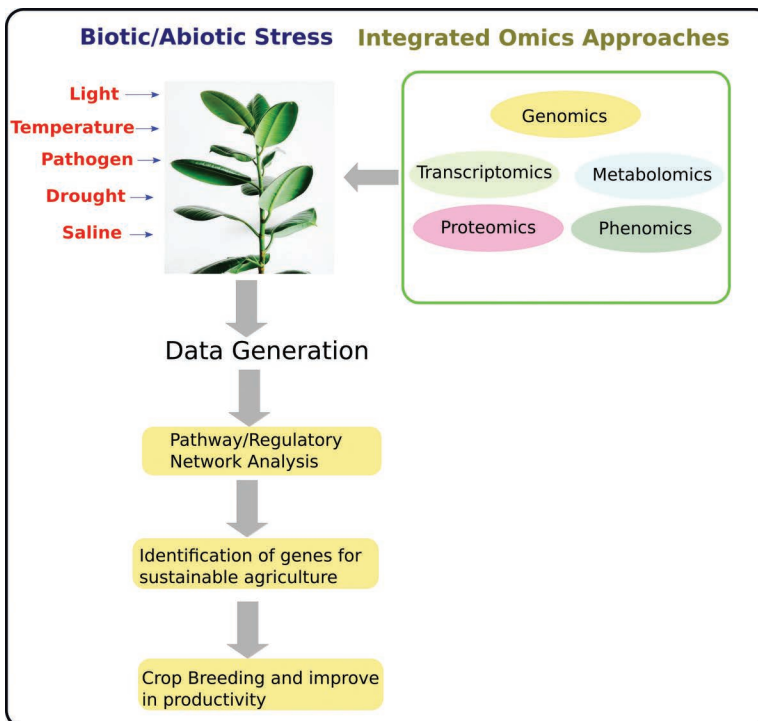 Biotic/Abiotic Stress
Integrated Omics Approaches
Light
Temperature
Pathogen
Drought
Saline
Genomics
Transcriptomics
Metabolomics
Proteomics
Phenomics
Data Generation
Pathway/Regulatory
Network Analysis
Identification of genes for
sustainable agriculture
Crop Breeding and improve
in productivity